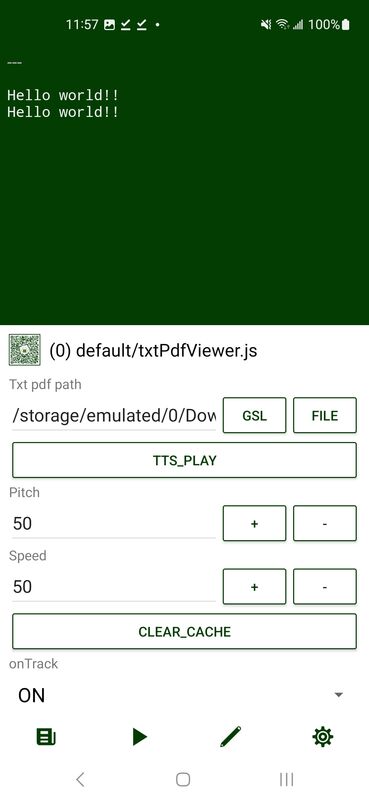 11:57
100%
---
Hello world!!
Hello world!!
(0) default/txtPdfViewer.js
Txt pdf path
/storage/emulated/0/Dow
GSL
FILE
TTS_PLAY
Pitch
50
+
-
Speed
50
+
-
CLEAR_CACHE
onTrack
ON